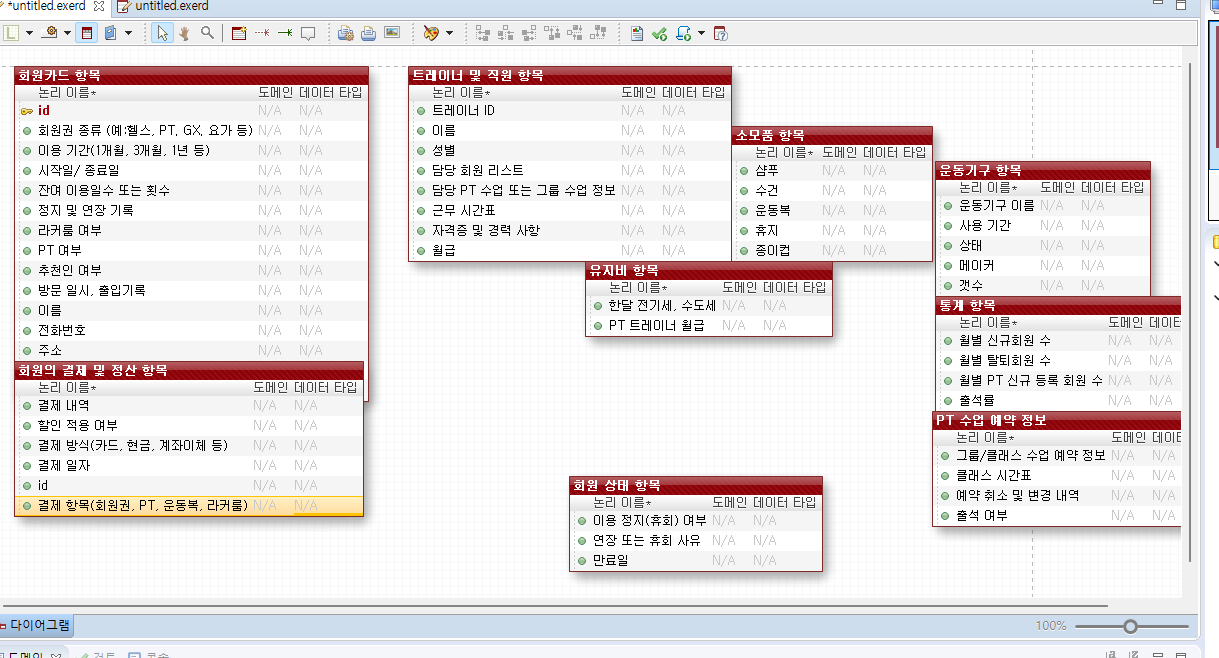 *untitled.exerd
untitled.exerd
회원카드 항목
논리 이름* 도메인 데이터 타입
id N/A N/A
회원권 종류 (예:헬스, PT, GX, 요가 등) N/A N/A
이용 기간(1개월, 3개월, 1년 등) N/A N/A
시작일/ 종료일 N/A N/A
잔여 이용일수 또는 횟수 N/A N/A
정지 및 연장 기록 N/A N/A
라커룸 여부 N/A N/A
PT 여부 N/A N/A
추천인 여부 N/A N/A
방문 일시, 출입기록 N/A N/A
이름 N/A N/A
전화번호 N/A N/A
주소 N/A N/A
회원의 결제 및 정산 항목
논리 이름* 도메인 데이터 타입
결제 내역 N/A N/A
할인 적용 여부 N/A N/A
결제 방식(카드, 현금, 계좌이체 등) N/A N/A
결제 일자 N/A N/A
id N/A N/A
결제 항목(회원권, PT, 운동복, 라커룸) N/A N/A
트레이너 및 직원 항목
논리 이름* 도메인 데이터 타입
트레이너 ID N/A N/A
이름 N/A N/A
성별 N/A N/A
담당 회원 리스트 N/A N/A
담당 PT 수업 또는 그룹 수업 정보 N/A N/A
근무 시간표 N/A N/A
자격증 및 경력 사항 N/A N/A
월급 N/A N/A
소모품 항목
논리 이름* 도메인 데이터 타입
샴푸 N/A N/A
수건 N/A N/A
운동복 N/A N/A
휴지 N/A N/A
종이컵 N/A N/A
유지비 항목
논리 이름* 도메인 데이터 타입
한달 전기세, 수도세 N/A N/A
PT 트레이너 월급 N/A N/A
운동기구 항목
논리 이름* 도메인 데이터 타입
운동기구 이름 N/A N/A
사용 기간 N/A N/A
상태 N/A N/A
메이커 N/A N/A
갯수 N/A N/A
통계 항목
논리 이름* 도메인 데이터
월별 신규회원 수 N/A N/A
월별 탈퇴회원 수 N/A N/A
월별 PT 신규 등록 회원 수 N/A N/A
출석률 N/A N/A
PT 수업 예약 정보
논리 이름* 도메인 데이터
그룹/클래스 수업 예약 정보 N/A N/A
클래스 시간표 N/A N/A
예약 취소 및 변경 내역 N/A N/A
출석 여부 N/A N/A
회원 상태 항목
논리 이름* 도메인 데이터 타입
이용 정지(휴회) 여부 N/A N/A
연장 또는 휴회 사유 N/A N/A
만료일 N/A N/A
다이어그램
100%